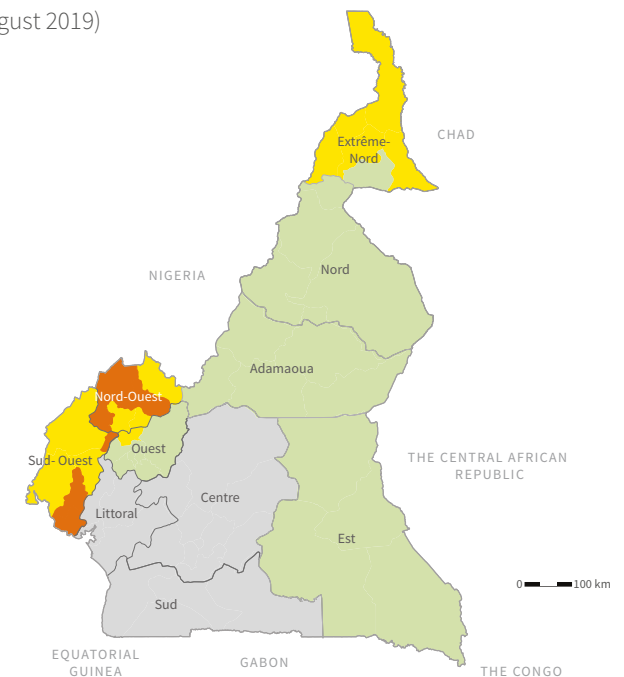 gust 2019)
CHAD
Extrême-
Nord
Nord
NIGERIA
Adamaoua
Nord-Ouest
Ouest
Sud- Ouest
THE CENTRAL AFRICAN
REPUBLIC
Centre
Littoral
Est
0
100 km
Sud
EQUATORIAL
GUINEA
GABON
THE CONGO